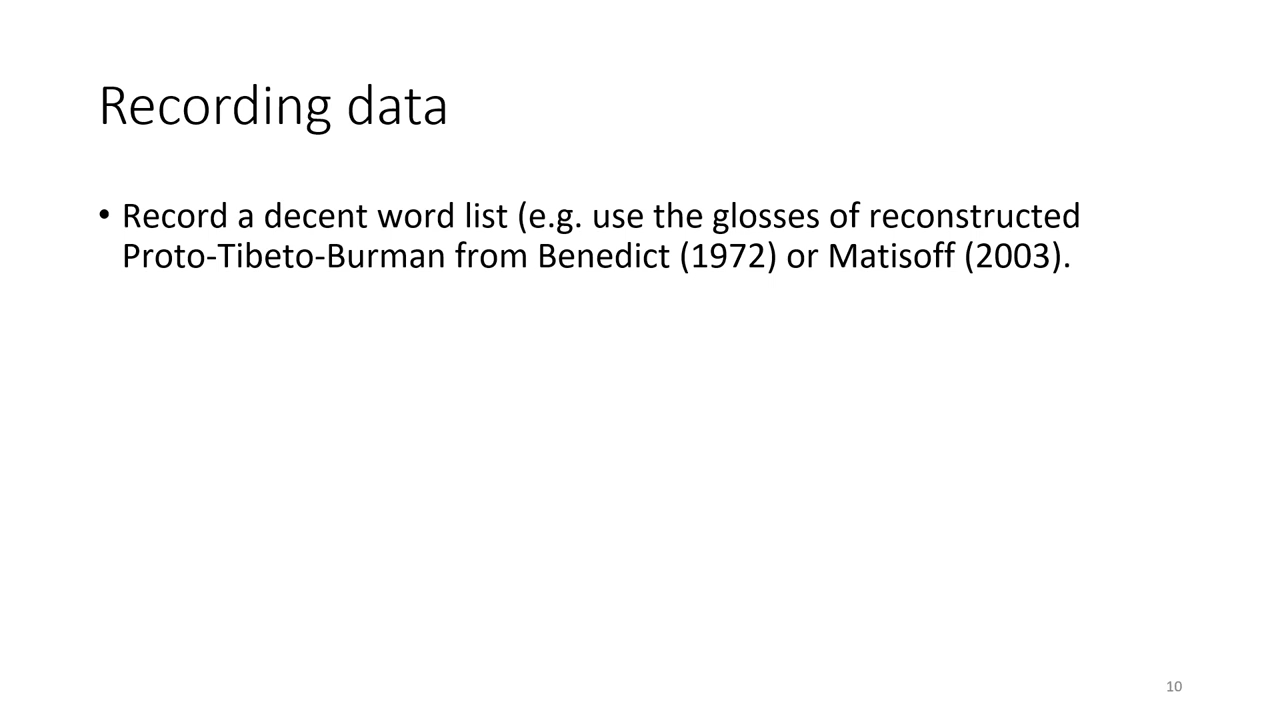 Recording data
• Record a decent word list (e.g. use the glosses of reconstructed
Proto-Tibeto-Burman from Benedict (1972) or Matisoff (2003).
10